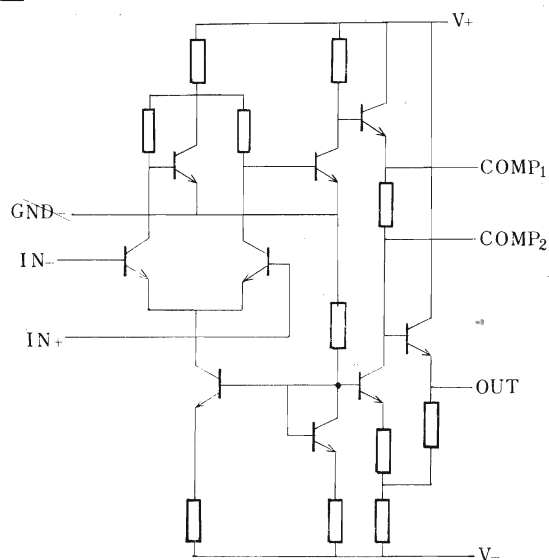 V+
COMP₁
GND
COMP₂
IN−
IN+
OUT
V−